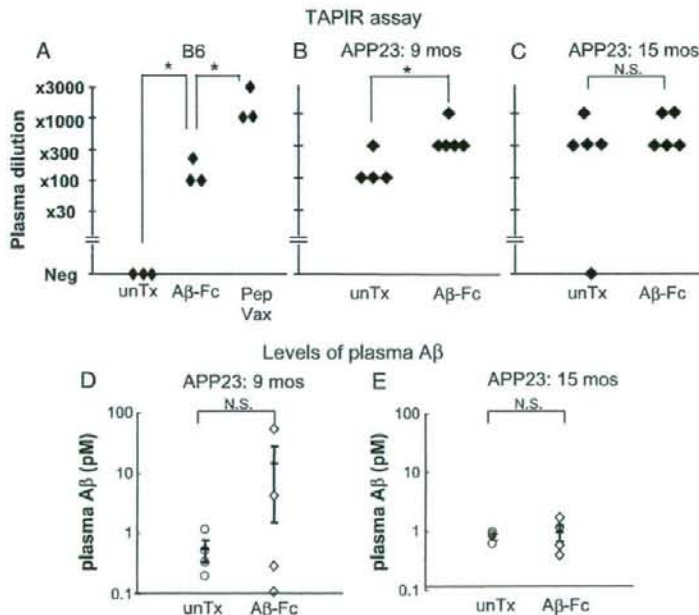 TAPIR assay
A B6
B APP23: 9 mos
C APP23: 15 mos
* * * N.S.
Plasma dilution
x3000
x1000
x300
x100
x30
Neg
unTx Aβ-Fc Pep Vax
unTx Aβ-Fc
unTx Aβ-Fc
Levels of plasma Aβ
D APP23: 9 mos
N.S.
plasma Aβ (pM)
100
10
1
0.1
unTx Aβ-Fc
E APP23: 15 mos
N.S.
plasma Aβ (pM)
100
10
1
0.1
unTx Aβ-Fc